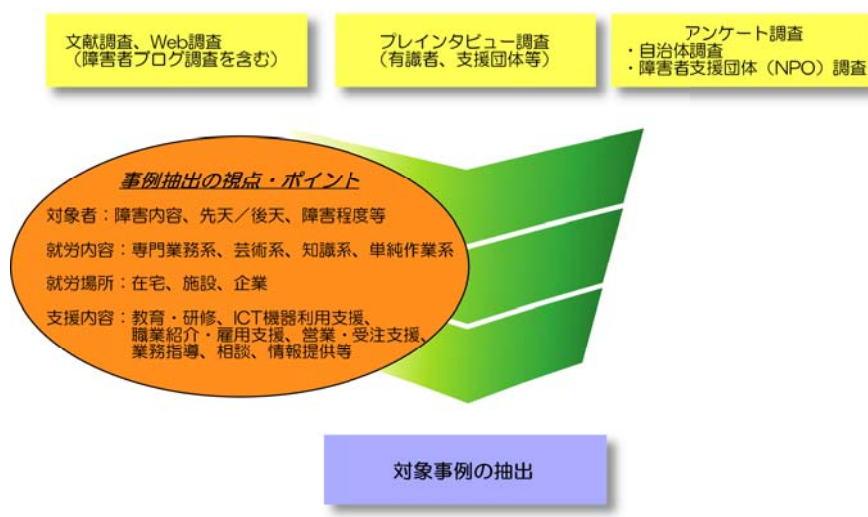 文献調査、Web調査
（障害者ブログ調査を含む）
プレインタビュー調査
（有識者、支援団体等）
アンケート調査
・自治体調査
・障害者支援団体（NPO）調査
事例抽出の視点・ポイント
対象者：障害内容、先天／後天、障害程度等
就労内容：専門業務系、芸術系、知識系、単純作業系
就労場所：在宅、施設、企業
支援内容：教育・研修、ICT機器利用支援、
職業紹介・雇用支援、営業・受注支援、
業務指導、相談、情報提供等
対象事例の抽出